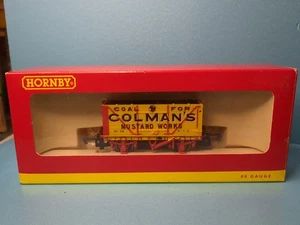 HORNBY
COAL FOR
COLMAN'S
MUSTARD WORKS
00 GAUGE